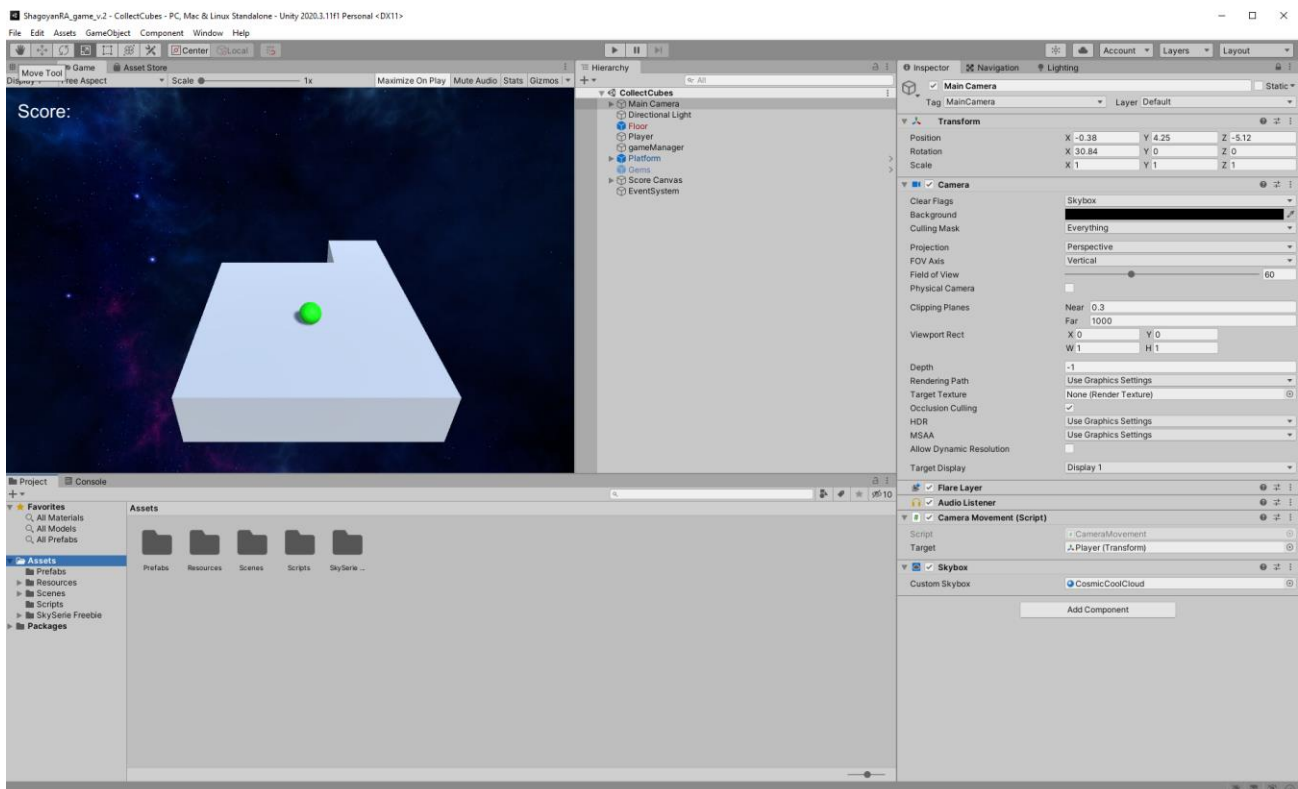 ShagoyanRA_game_v.2 - CollectCubes - PC, Mac & Linux Standalone - Unity 2020.3.11f1 Personal <DX11>
File Edit Assets GameObject Component Window Help
Center Local
Account Layers Layout
Move Tool
Game Asset Store
Free Aspect Scale 1x Maximize On Play Mute Audio Stats Gizmos
Score:
Hierarchy
All
CollectCubes
Main Camera
Directional Light
Floor
Player
gameManager
Platform
Gems
Score Canvas
EventSystem
Inspector Navigation Lighting
Main Camera Static
Tag MainCamera Layer Default
Transform
Position X -0.38 Y 4.25 Z -5.12
Rotation X 30.84 Y 0 Z 0
Scale X 1 Y 1 Z 1
Camera
Clear Flags Skybox
Background
Culling Mask Everything
Projection Perspective
FOV Axis Vertical
Field of View 60
Physical Camera
Clipping Planes Near 0.3
Far 1000
Viewport Rect X 0 Y 0
W 1 H 1
Depth -1
Rendering Path Use Graphics Settings
Target Texture None (Render Texture)
Occlusion Culling
HDR Use Graphics Settings
MSAA Use Graphics Settings
Allow Dynamic Resolution
Target Display Display 1
Flare Layer
Audio Listener
Camera Movement (Script)
Script CameraMovement
Target Player (Transform)
Skybox
Custom Skybox CosmicCoolCloud
Add Component
Project Console
10
Favorites
All Materials
All Models
All Prefabs
Assets
Prefabs
Resources
Scenes
Scripts
SkySerie Freebie
Packages
Assets
Prefabs Resources Scenes Scripts SkySerie ...